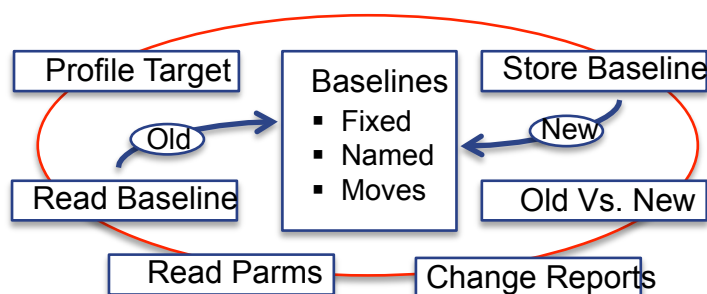 Profile Target
Baselines
▪ Fixed
▪ Named
▪ Moves
Store Baseline
Old
New
Read Baseline
Old Vs. New
Read Parms
Change Reports